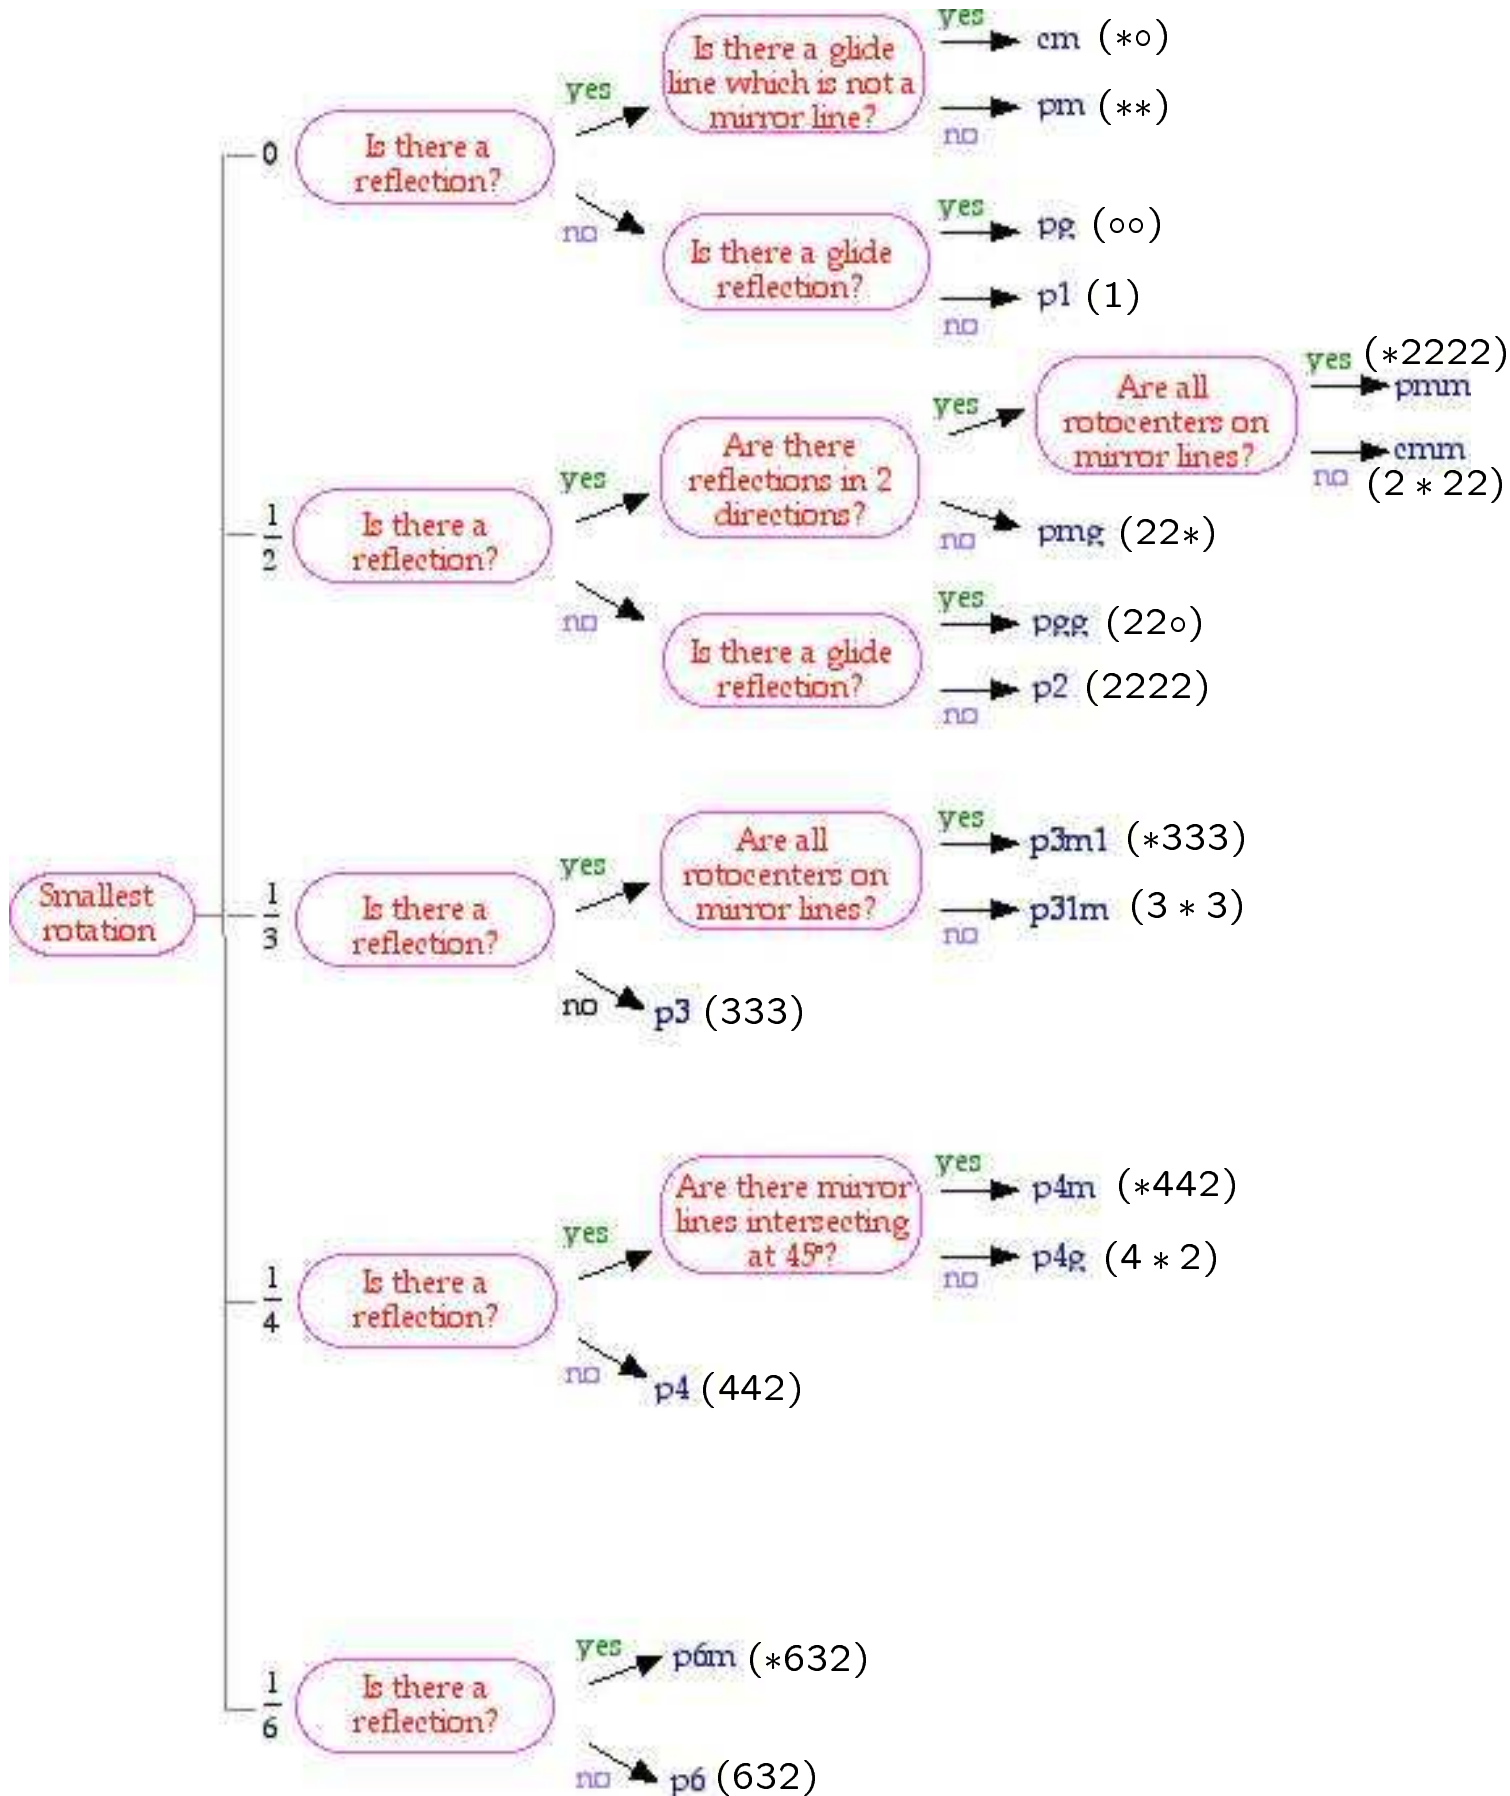 Smallest
rotation
0
Is there a
reflection?
yes
Is there a glide
line which is not a
mirror line?
yes
cm (*∘)
pm (**)
no
no
Is there a glide
reflection?
yes
pg (∘∘)
p1 (1)
no
1
2
Is there a
reflection?
yes
Are there
reflections in 2
directions?
yes
Are all
rotocenters on
mirror lines?
yes (*2222)
pmm
cmm
no (2 * 22)
no
pmg (22*)
no
Is there a glide
reflection?
yes
pgg (22∘)
p2 (2222)
no
1
3
Is there a
reflection?
yes
Are all
rotocenters on
mirror lines?
yes
p3m1 (*333)
p31m (3 * 3)
no
no
p3 (333)
1
4
Is there a
reflection?
yes
Are there mirror
lines intersecting
at 45°?
yes
p4m (*442)
p4g (4 * 2)
no
no
p4 (442)
1
6
Is there a
reflection?
yes
p6m (*632)
no
p6 (632)